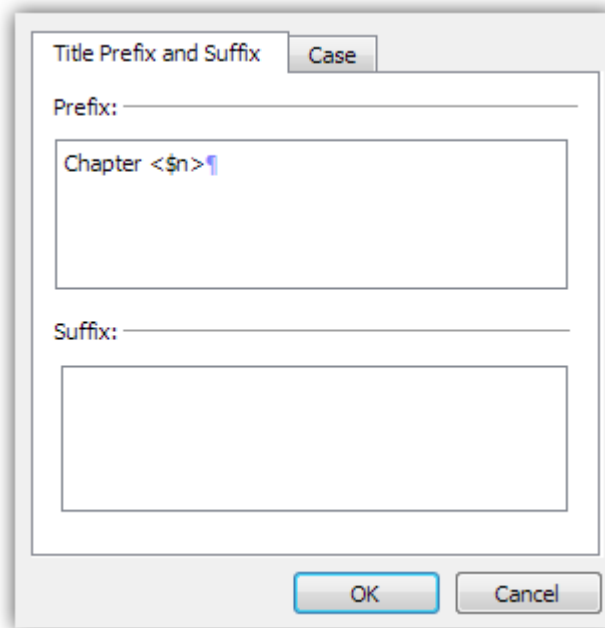 Title Prefix and Suffix
Case
Prefix:
Chapter <$n>¶
Suffix:
OK
Cancel